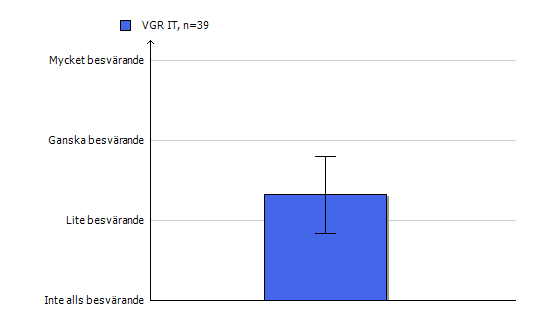 VGR IT, n=39
Mycket besvärande
Ganska besvärande
Lite besvärande
Inte alls besvärande